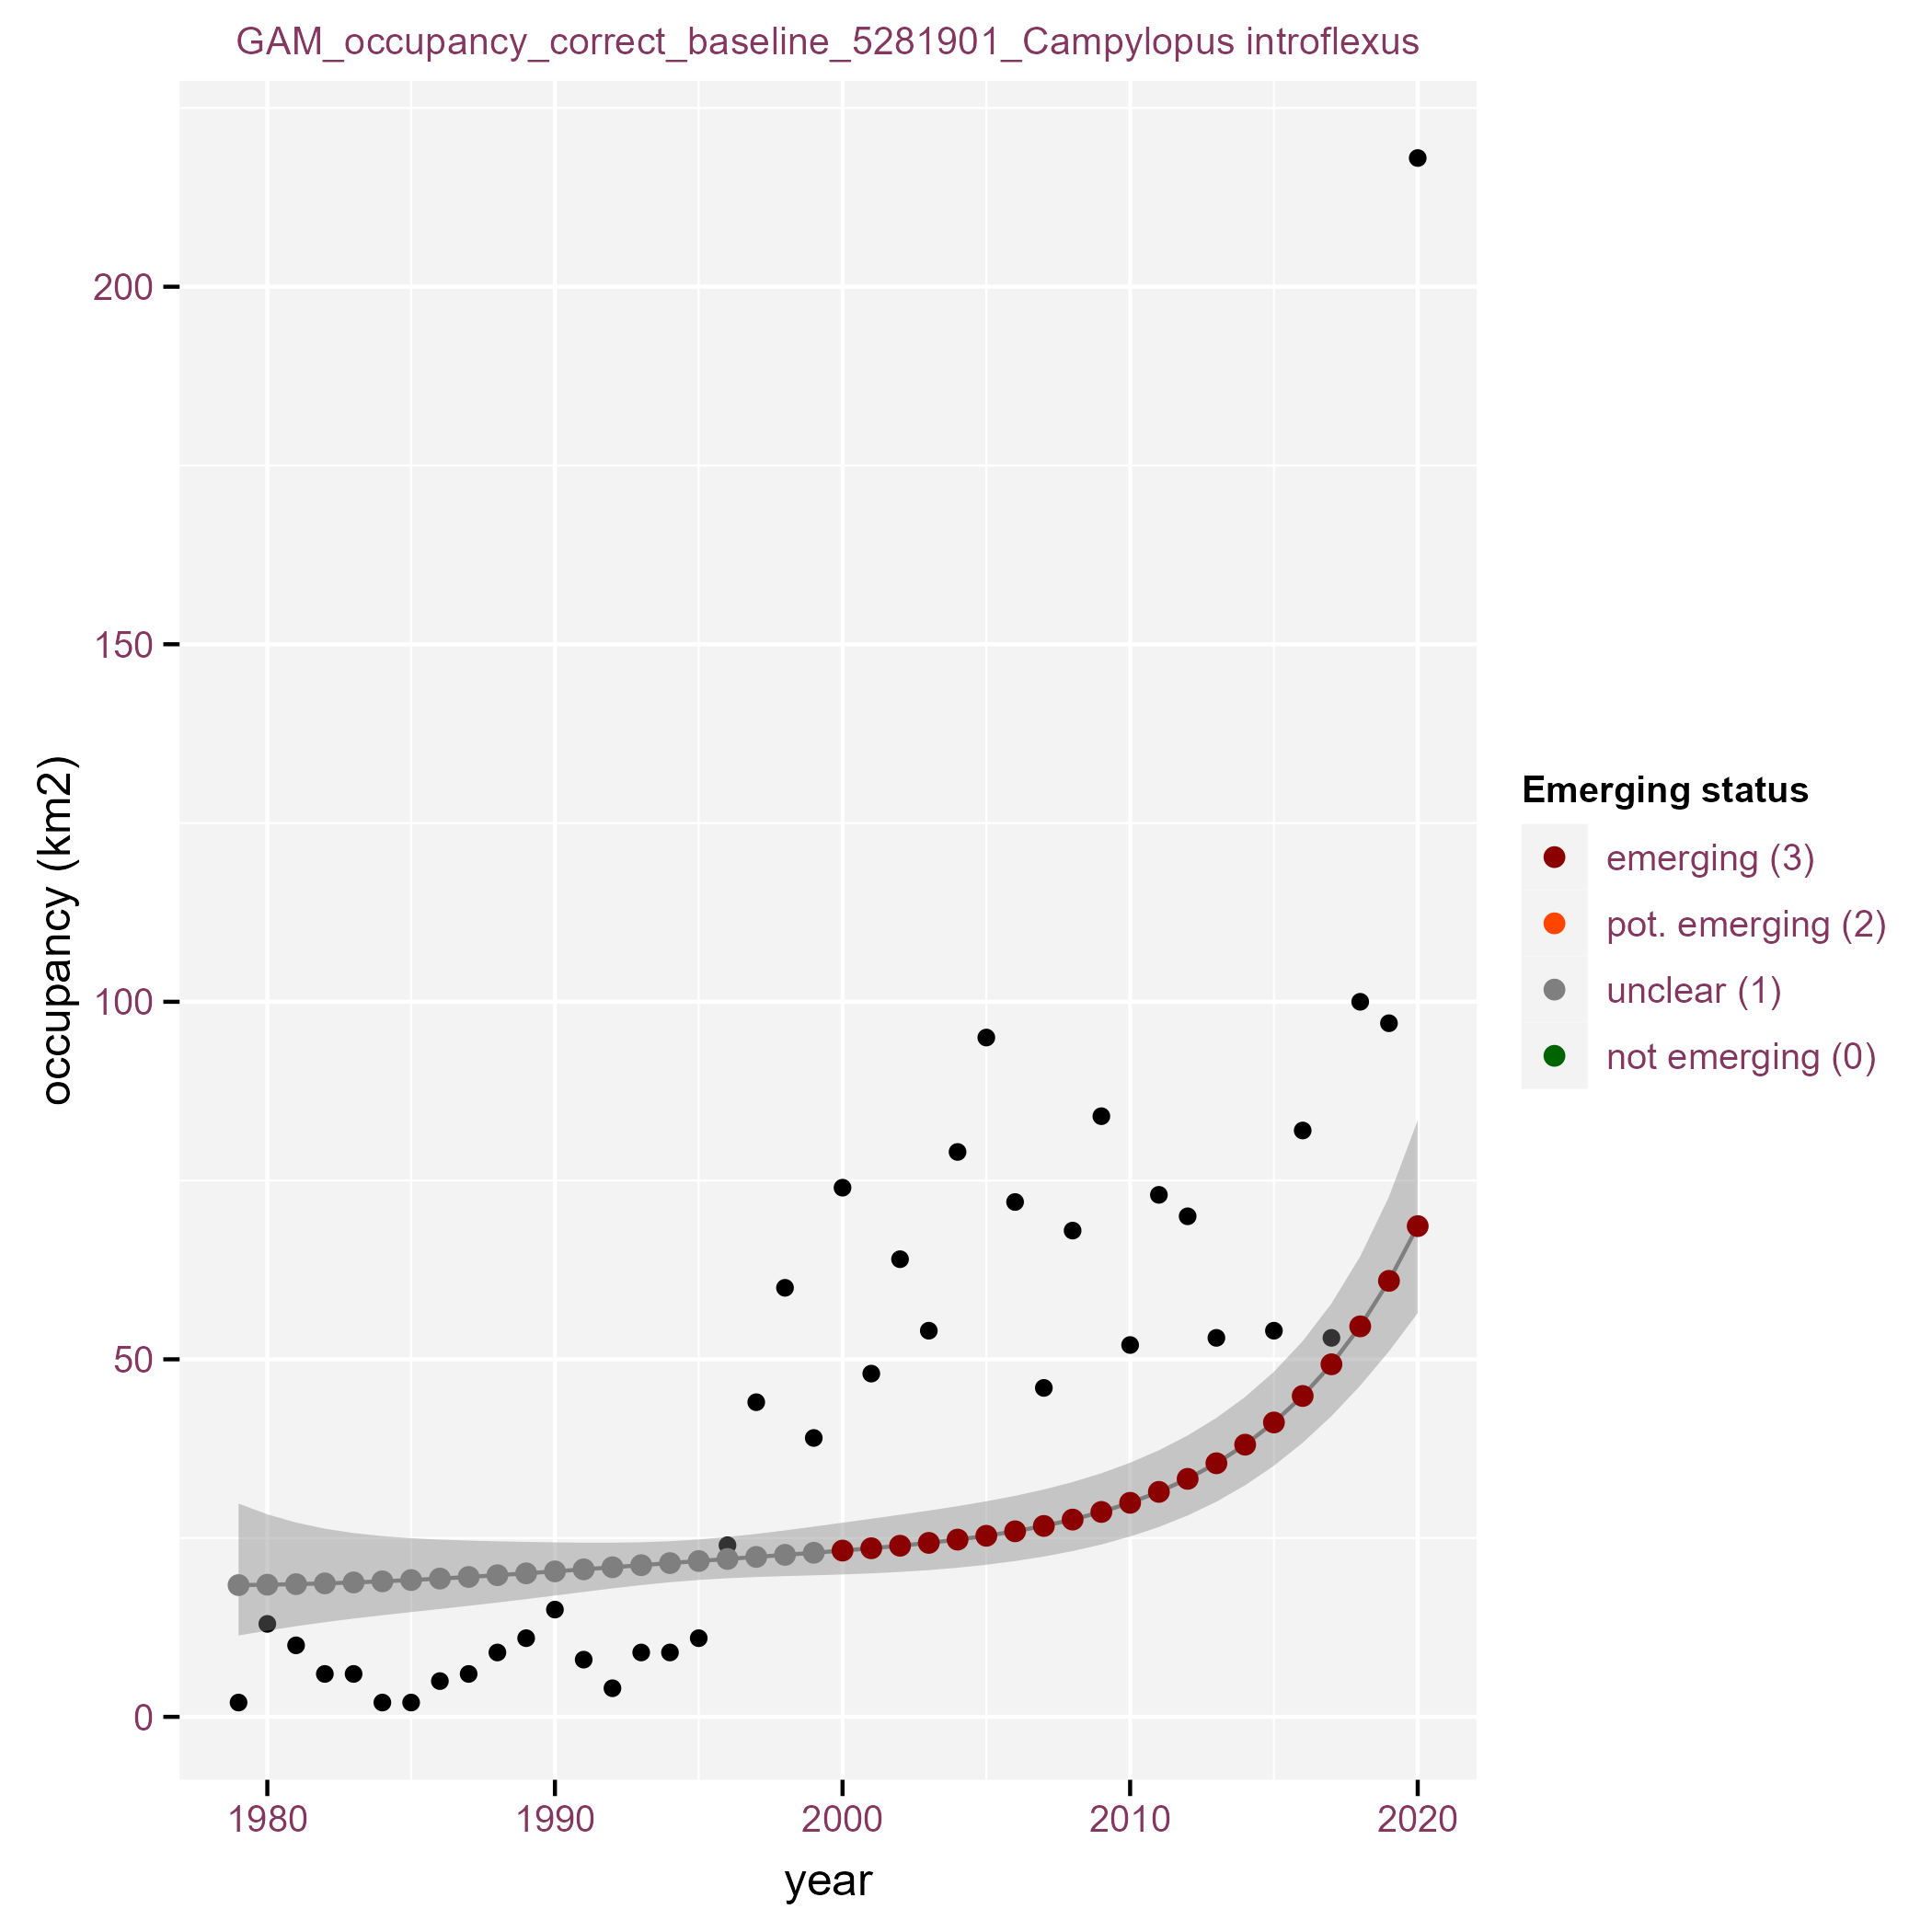 GAM_occupancy_correct_baseline_5281901_Campylopus introflexus
occupancy (km2)
200
150
100
50
0
1980 1990 2000 2010 2020
year
Emerging status
emerging (3)
pot. emerging (2)
unclear (1)
not emerging (0)